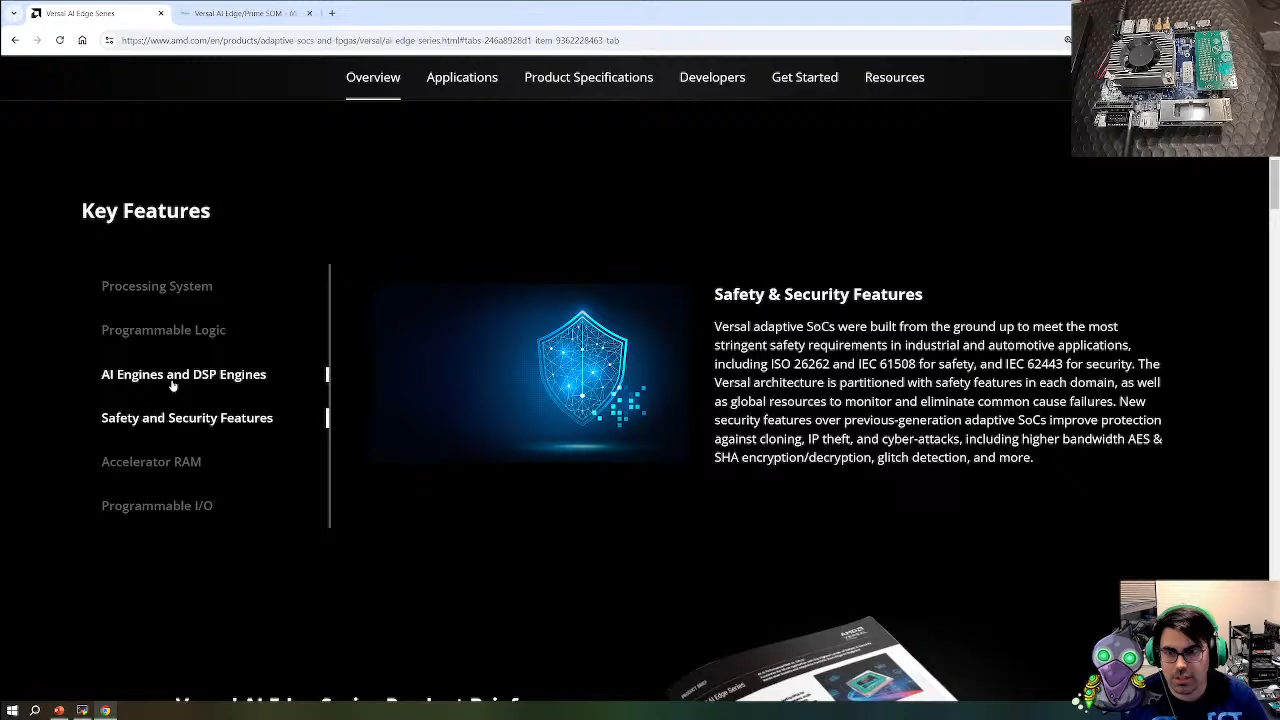 Versal AI Edge Series
Versal AI Edge/Prime SOM - iW
https://www.amd.com/en/products/adaptive-socs-and-fpgas/versal/ai-edge-series.html#tabs-246a8928d1-item-9362228463-tab
Overview
Applications
Product Specifications
Developers
Get Started
Resources
Key Features
Processing System
Programmable Logic
AI Engines and DSP Engines
Safety and Security Features
Accelerator RAM
Programmable I/O
Safety & Security Features
Versal adaptive SoCs were built from the ground up to meet the most
stringent safety requirements in industrial and automotive applications,
including ISO 26262 and IEC 61508 for safety, and IEC 62443 for security. The
Versal architecture is partitioned with safety features in each domain, as well
as global resources to monitor and eliminate common cause failures. New
security features over previous-generation adaptive SoCs improve protection
against cloning, IP theft, and cyber-attacks, including higher bandwidth AES &
SHA encryption/decryption, glitch detection, and more.
AMD
VERSAL
PRODUCT BRIEF
Edge Series